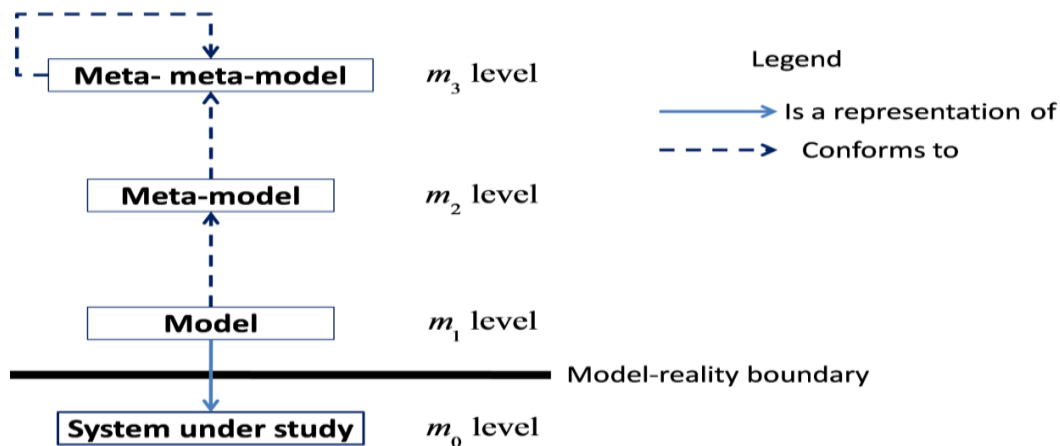 Meta- meta-model
m3 level
Legend
Is a representation of
Conforms to
Meta-model
m2 level
Model
m1 level
Model-reality boundary
System under study
m0 level